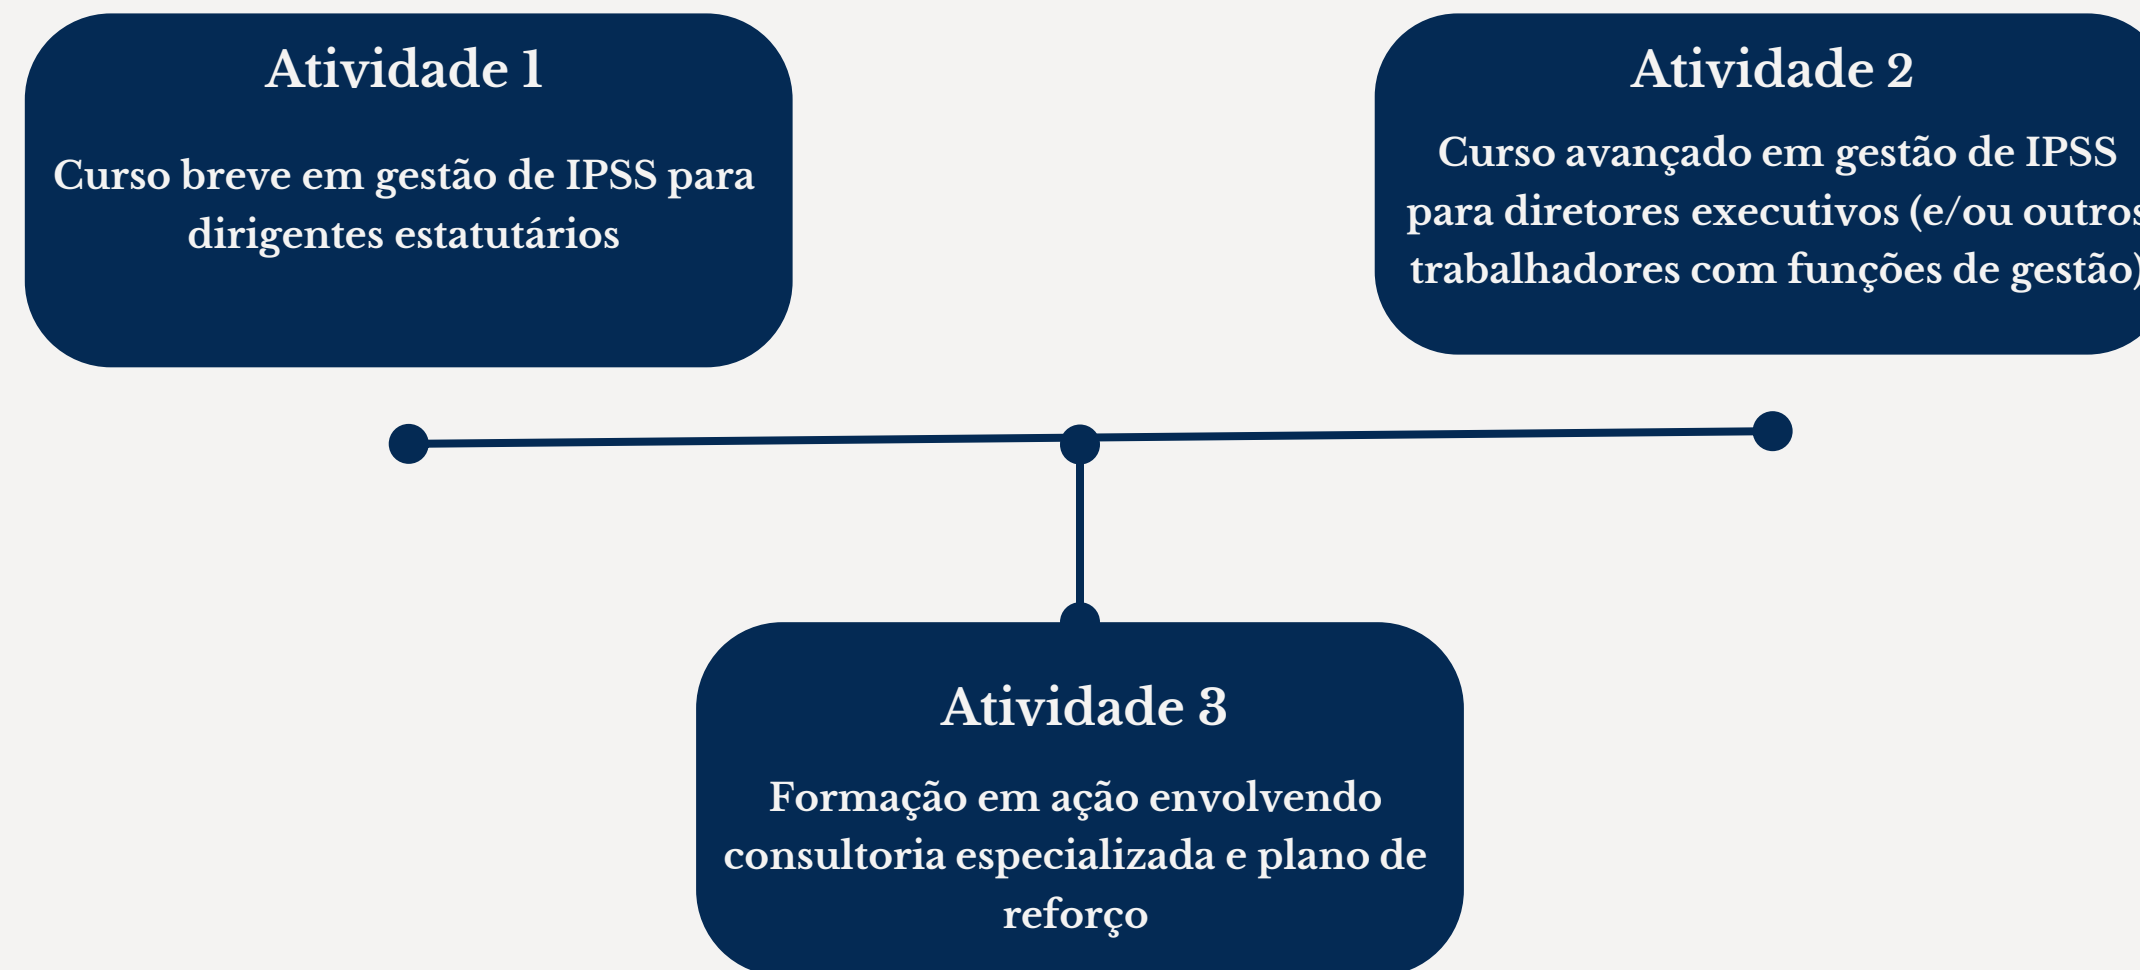 Atividade 1
Curso breve em gestão de IPSS para
dirigentes estatutários
Atividade 2
Curso avançado em gestão de IPSS
para diretores executivos (e/ou outros
trabalhadores com funções de gestão)
Atividade 3
Formação em ação envolvendo
consultoria especializada e plano de
reforço